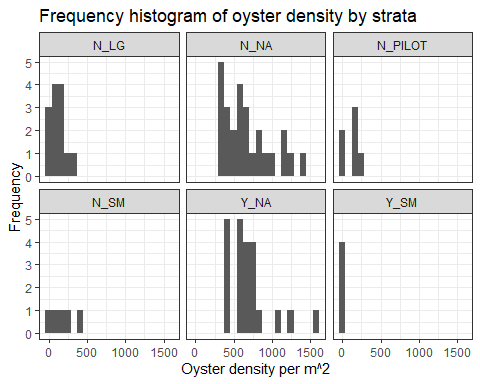 Frequency histogram of oyster density by strata
N_LG N_NA N_PILOT
5
4
3
2
1
0
N_SM Y_NA Y_SM
5
4
3
2
1
0
Frequency
0 500 1000 1500 0 500 1000 1500 0 500 1000 1500
Oyster density per m^2